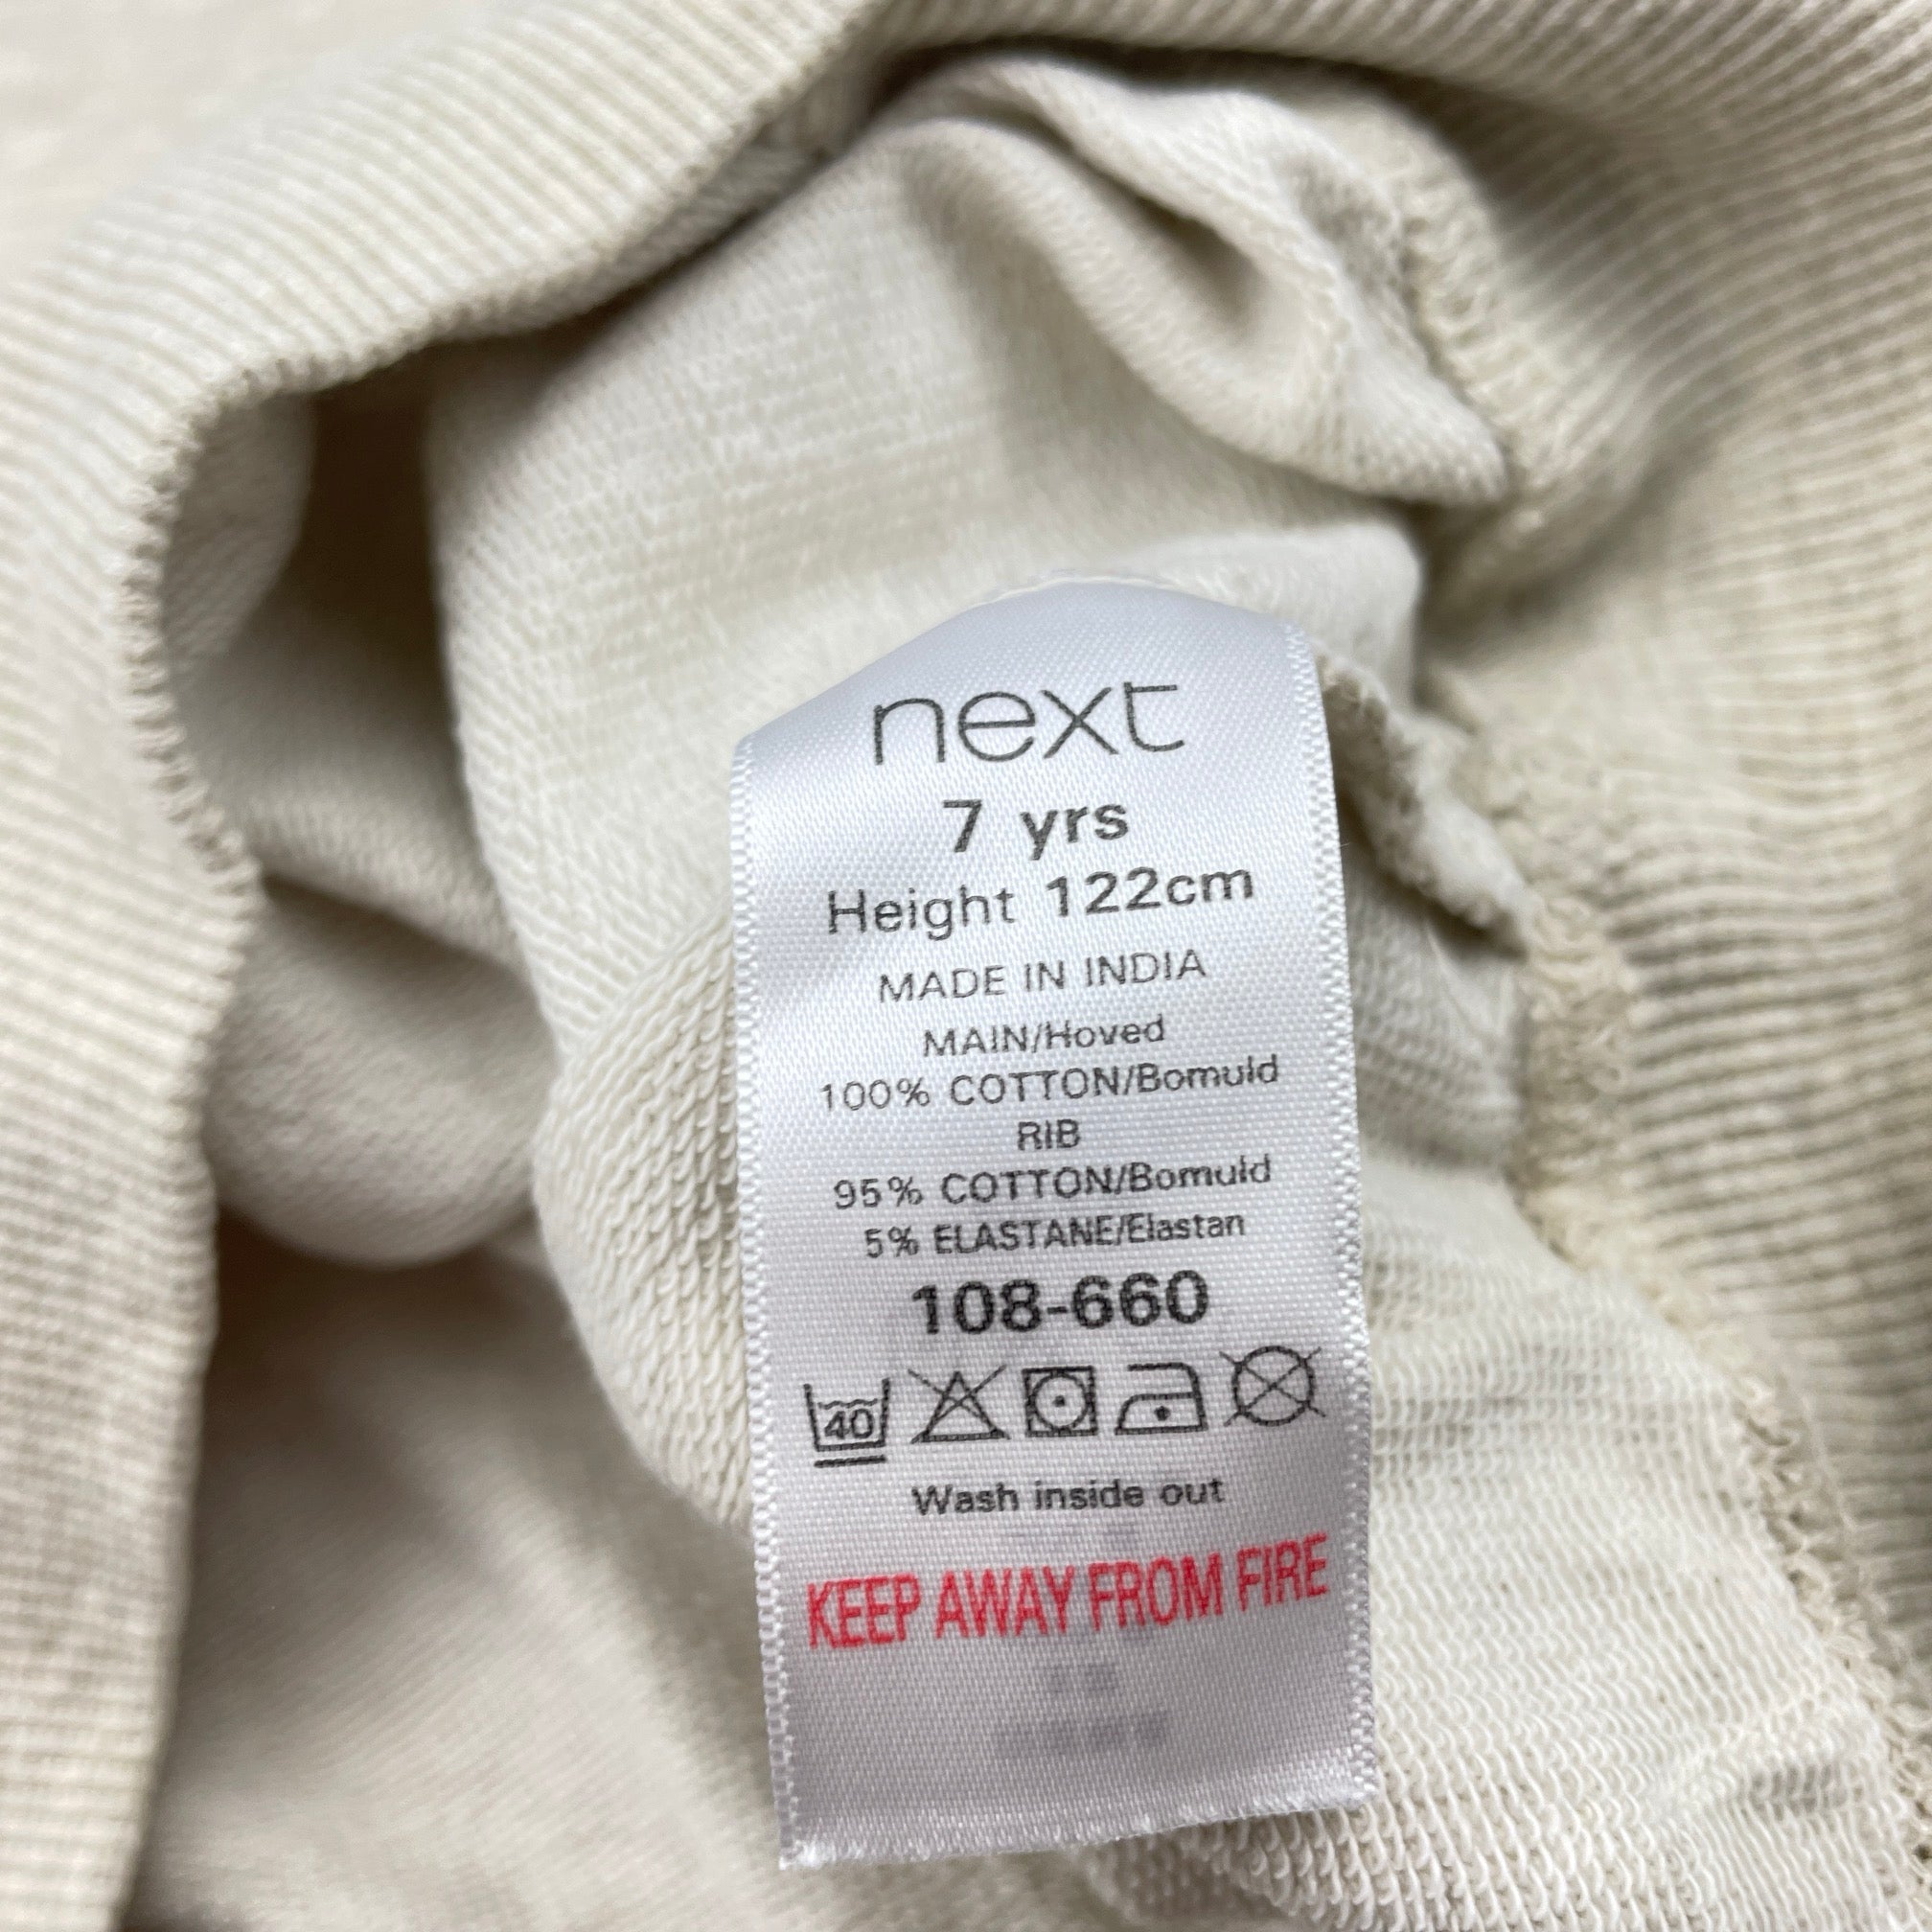 next
7 yrs
Height 122cm
MADE IN INDIA
MAIN/Hoved
100% COTTON/Bomuld
RIB
95% COTTON/Bomuld
5% ELASTANE/Elastan
108-660
40
Wash inside out
KEEP AWAY FROM FIRE